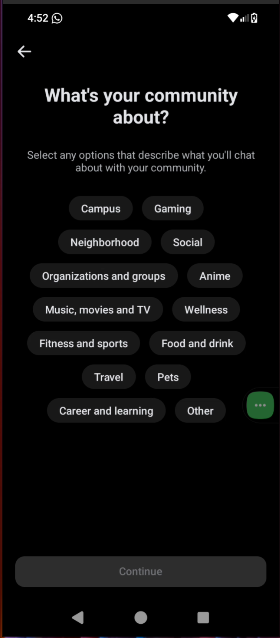 4:52
What's your community
about?
Select any options that describe what you'll chat
about with your community.
Campus Gaming
Neighborhood Social
Organizations and groups Anime
Music, movies and TV Wellness
Fitness and sports Food and drink
Travel Pets
Career and learning Other
Continue